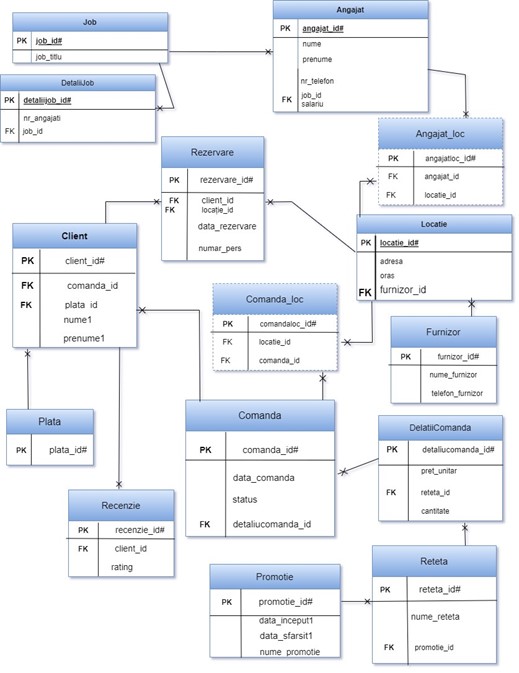 Job
PK job_id#
job_titlu
Angajat
PK angajat_id#
nume
prenume
nr_telefon
FK job_id
salariu
DetaliiJob
PK detaliijob_id#
nr_angajati
FK job_id
Angajat_loc
PK angajatloc_id#
FK angajat_id
FK locatie_id
Rezervare
PK rezervare_id#
FK client_id
FK locație_id
data_rezervare
numar_pers
Client
PK client_id#
FK comanda_id
FK plata_id
nume1
prenume1
Locatie
PK locatie_id#
adresa
oras
FK furnizor_id
Comanda_loc
PK comandaloc_id#
FK locatie_id
FK comanda_id
Furnizor
PK furnizor_id#
nume_furnizor
telefon_furnizor
Plata
PK plata_id#
Comanda
PK comanda_id#
data_comanda
status
FK detaliucomanda_id
DelatiiComanda
PK detaliucomanda_id#
pret_unitar
FK reteta_id
cantitate
Recenzie
PK recenzie_id#
FK client_id
rating
Promotie
PK promotie_id#
data_inceput1
data_sfarsit1
nume_promotie
Reteta
PK reteta_id#
nume_reteta
FK promotie_id